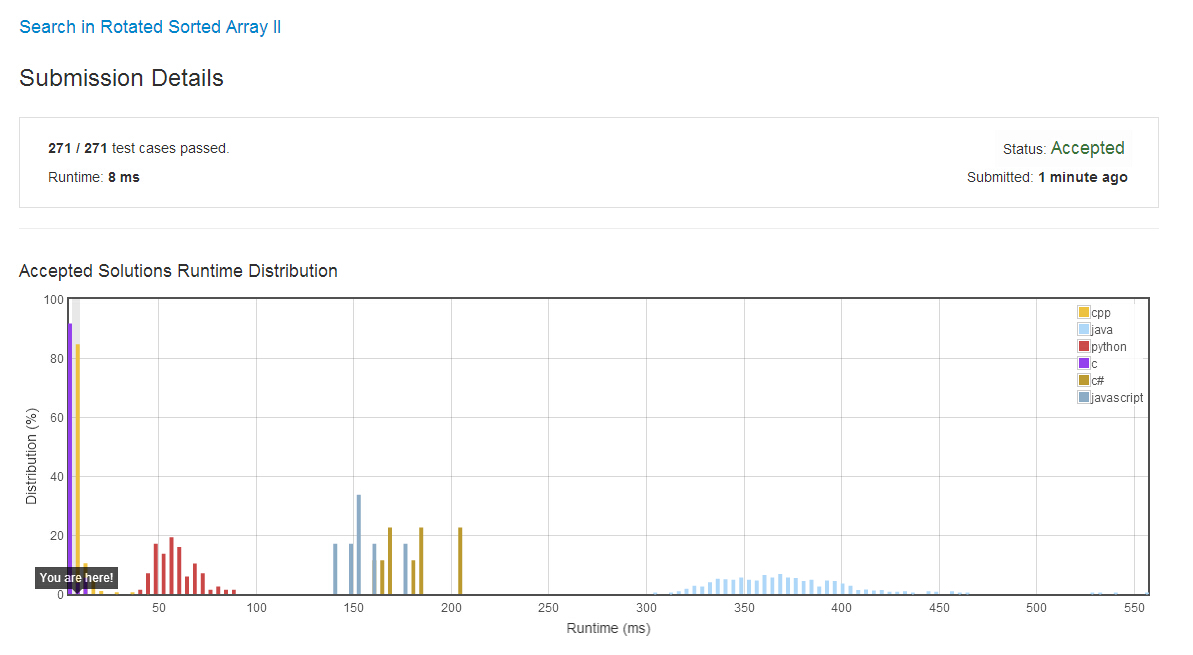 Search in Rotated Sorted Array II
Submission Details
271 / 271 test cases passed.
Status: Accepted
Runtime: 8 ms
Submitted: 1 minute ago
Accepted Solutions Runtime Distribution
100
80
60
40
20
0
Distribution (%)
cpp
java
python
c
c#
javascript
You are here!
50 100 150 200 250 300 350 400 450 500 550
Runtime (ms)